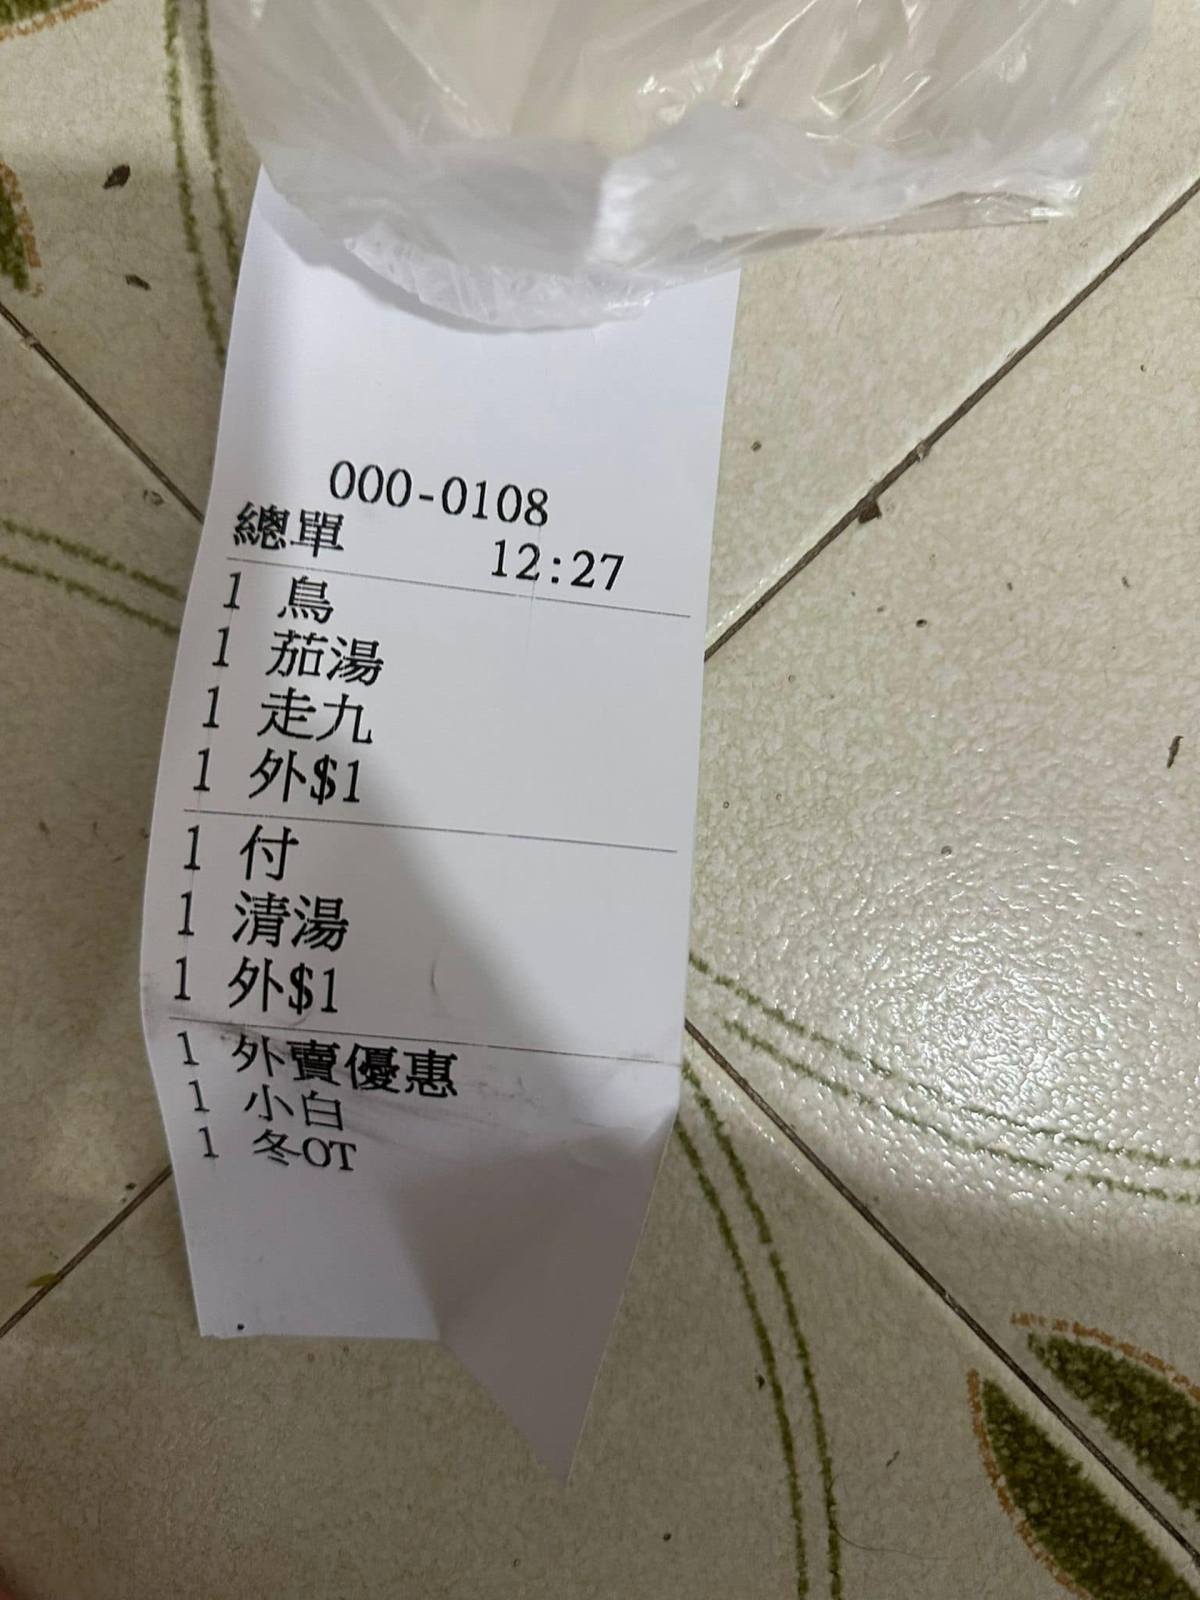 000-0108
總單 12:27
1 鳥
1 茄湯
1 走九
1 外$1
1 付
1 清湯
1 外$1
1 外賣優惠
1 小白
1 冬OT